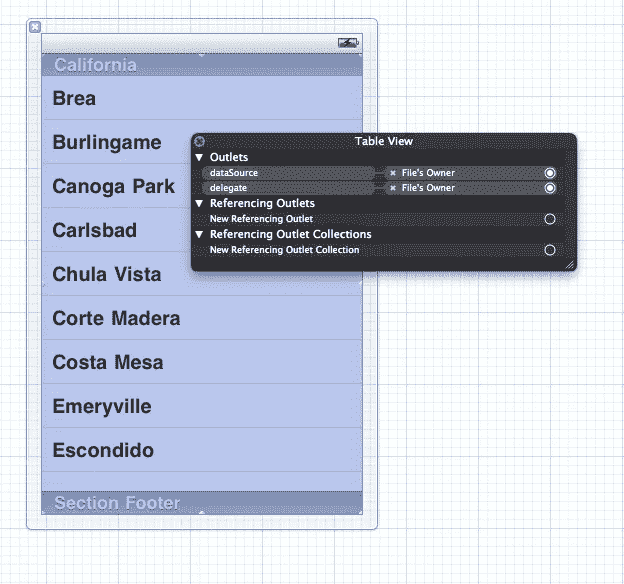 California
Brea
Burlingame
Canoga Park
Carlsbad
Chula Vista
Corte Madera
Costa Mesa
Emeryville
Escondido
Section Footer
Table View
Outlets
dataSource File's Owner
delegate File's Owner
Referencing Outlets
New Referencing Outlet
Referencing Outlet Collections
New Referencing Outlet Collection